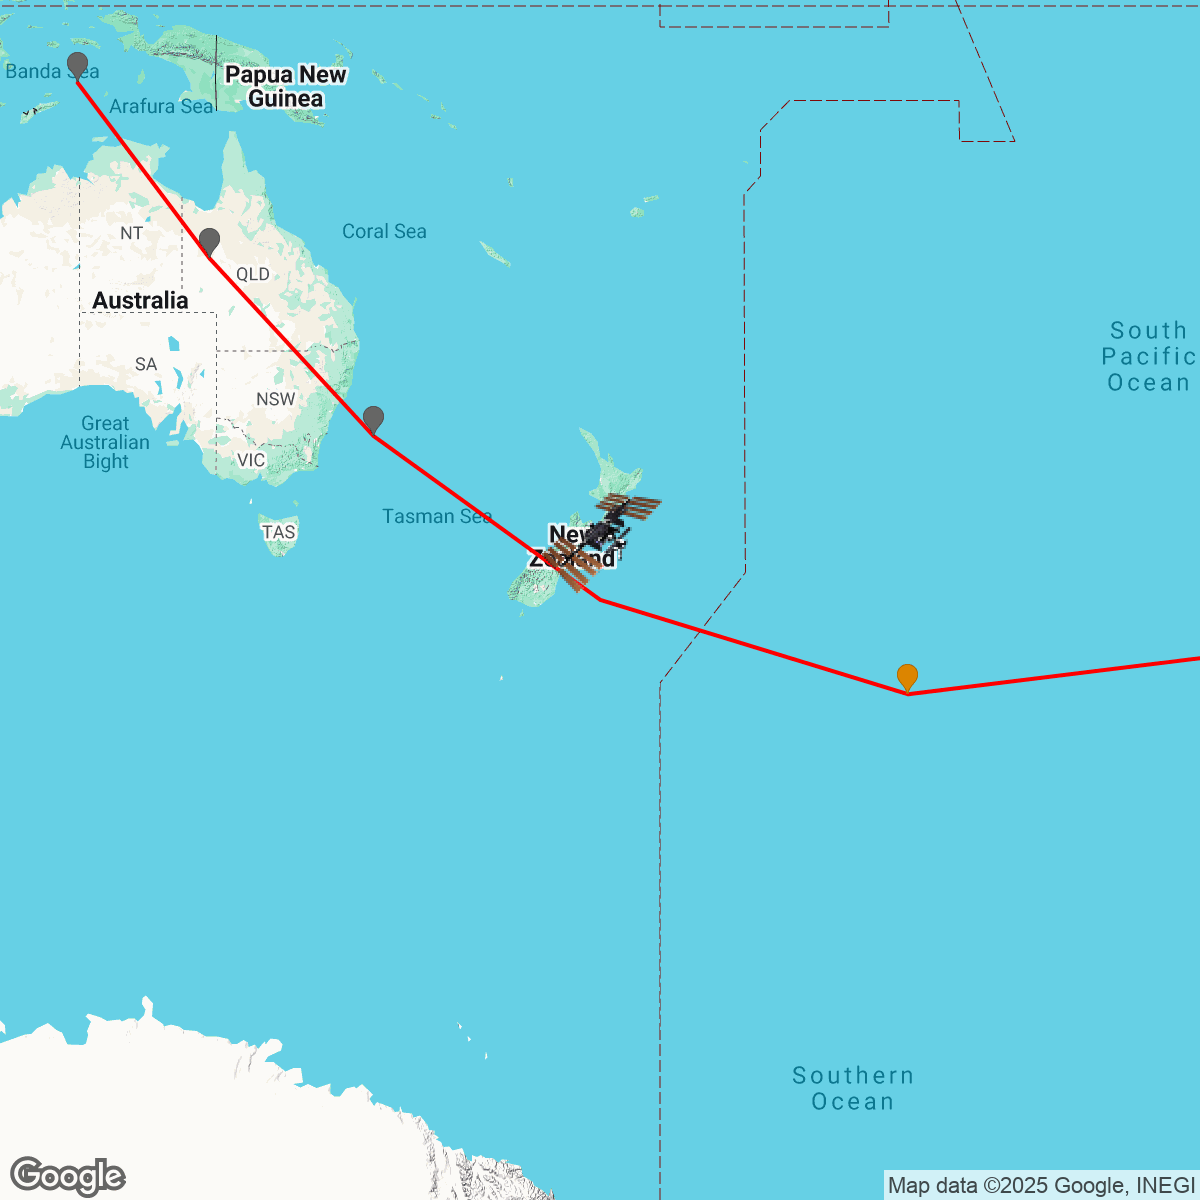 Banda Sea
Papua New
Guinea
Arafura Sea
NT
Coral Sea
QLD
Australia
South
Pacific
Ocean
SA
NSW
Great
Australian
Bight
VIC
Tasman Sea
TAS
New
Zealand
Southern
Ocean
Google
Map data ©2025 Google, INEGI